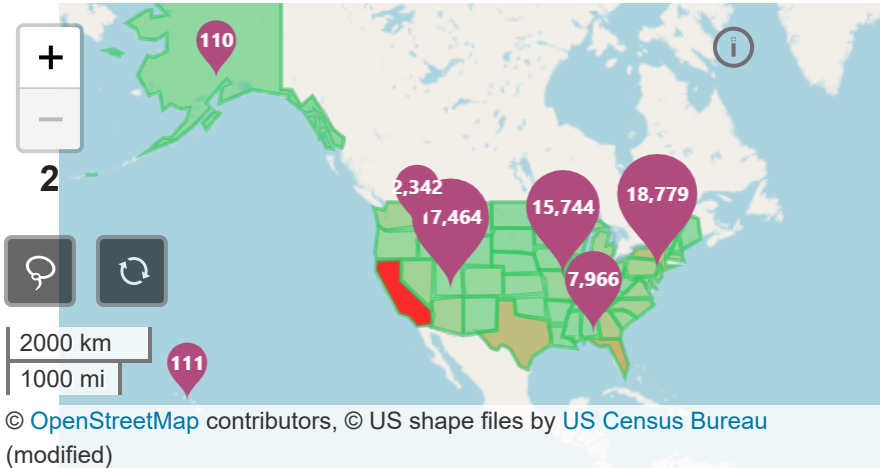 110
+
i
−
2
2,342
17,464
15,744
18,779
7,966
2000 km
1000 mi
111
© OpenStreetMap contributors, © US shape files by US Census Bureau
(modified)